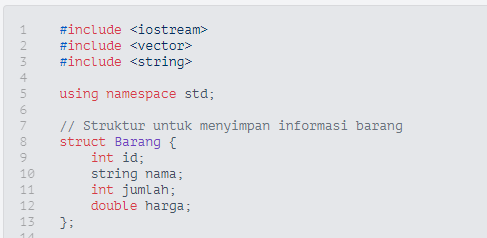 1 #include <iostream>
2 #include <vector>
3 #include <string>
4
5 using namespace std;
6
7 // Struktur untuk menyimpan informasi barang
8 struct Barang {
9     int id;
10     string nama;
11     int jumlah;
12     double harga;
13 };